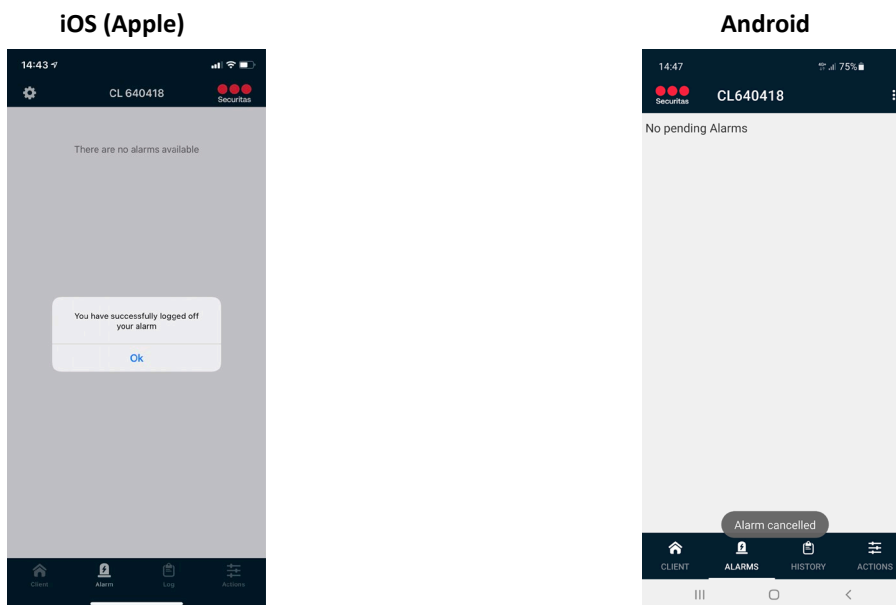 iOS (Apple)
14:43
CL 640418
Securitas
There are no alarms available
You have successfully logged off
your alarm
Ok
Client
Alarm
Log
Actions
Android
14:47
75%
Securitas
CL640418
No pending Alarms
Alarm cancelled
CLIENT
ALARMS
HISTORY
ACTIONS